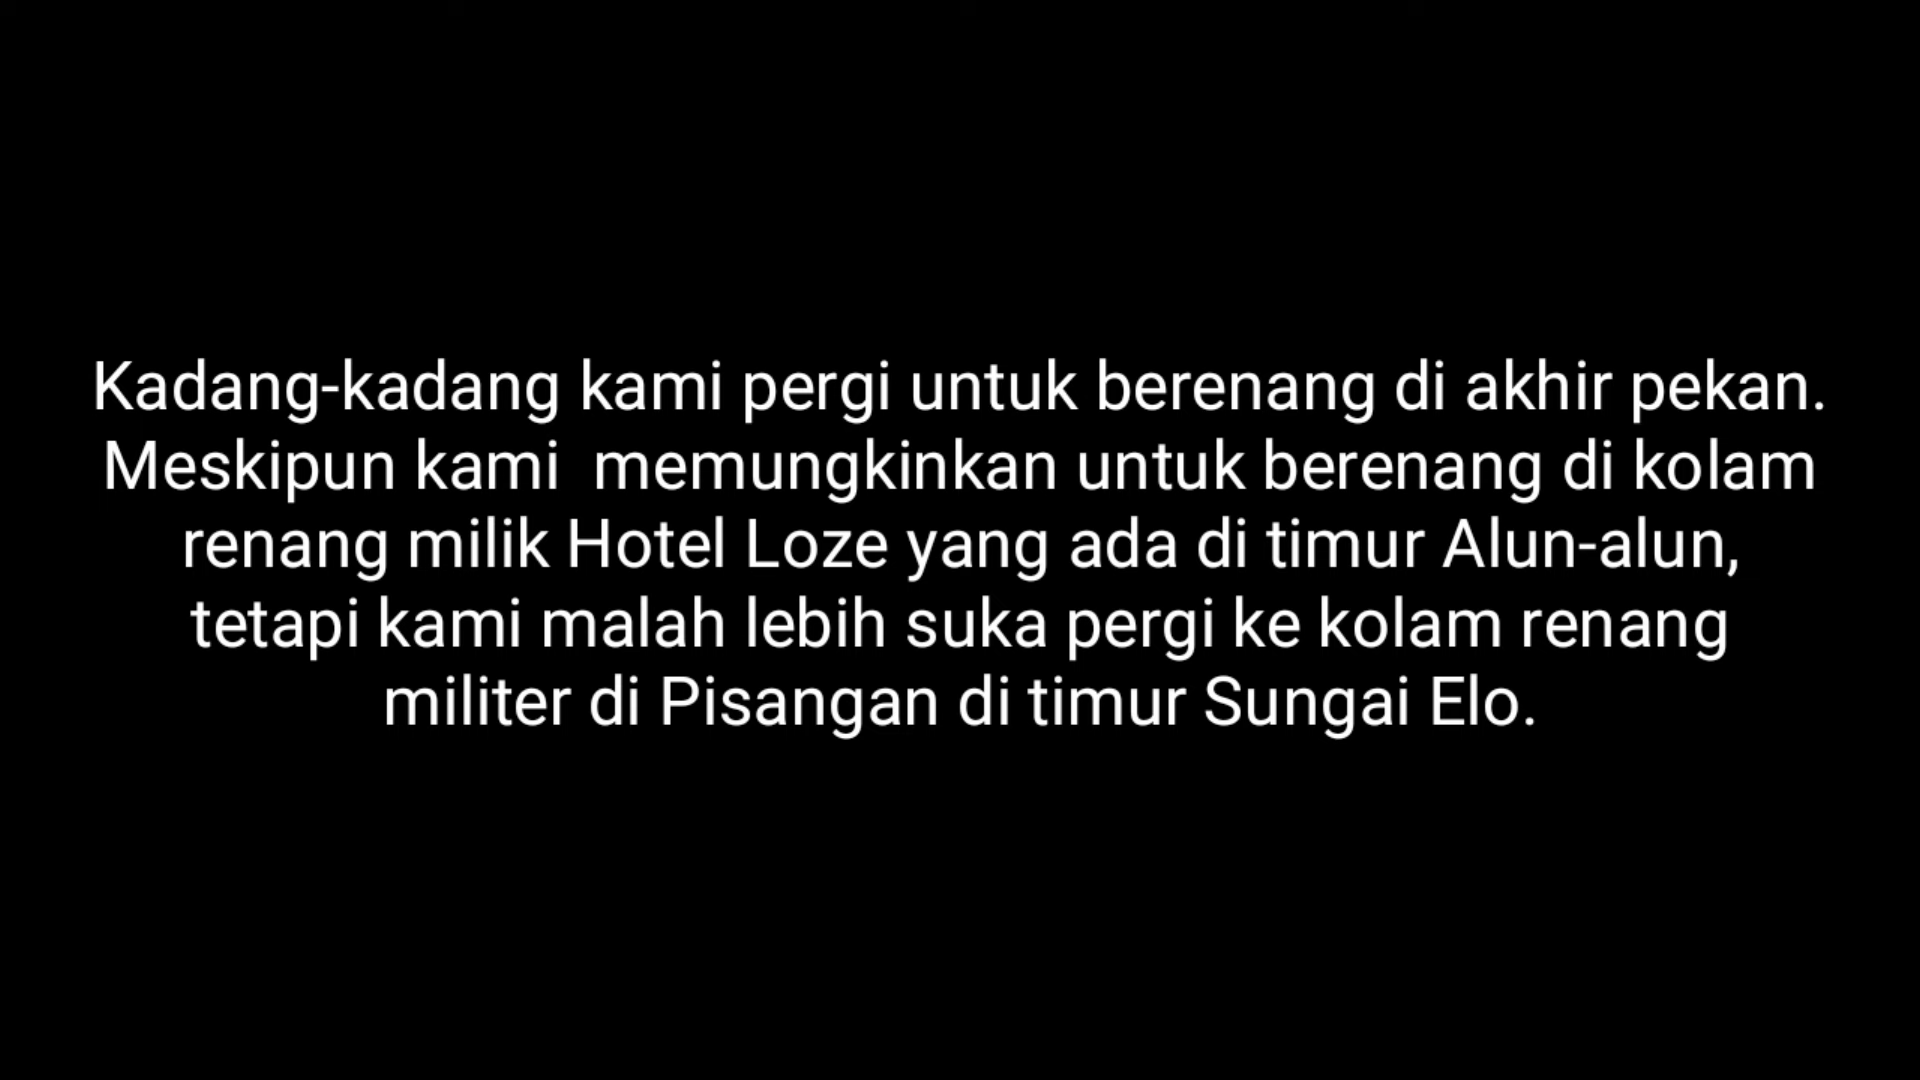 Kadang-kadang kami pergi untuk berenang di akhir pekan.
Meskipun kami  memungkinkan untuk berenang di kolam
renang milik Hotel Loze yang ada di timur Alun-alun,
tetapi kami malah lebih suka pergi ke kolam renang
militer di Pisangan di timur Sungai Elo.